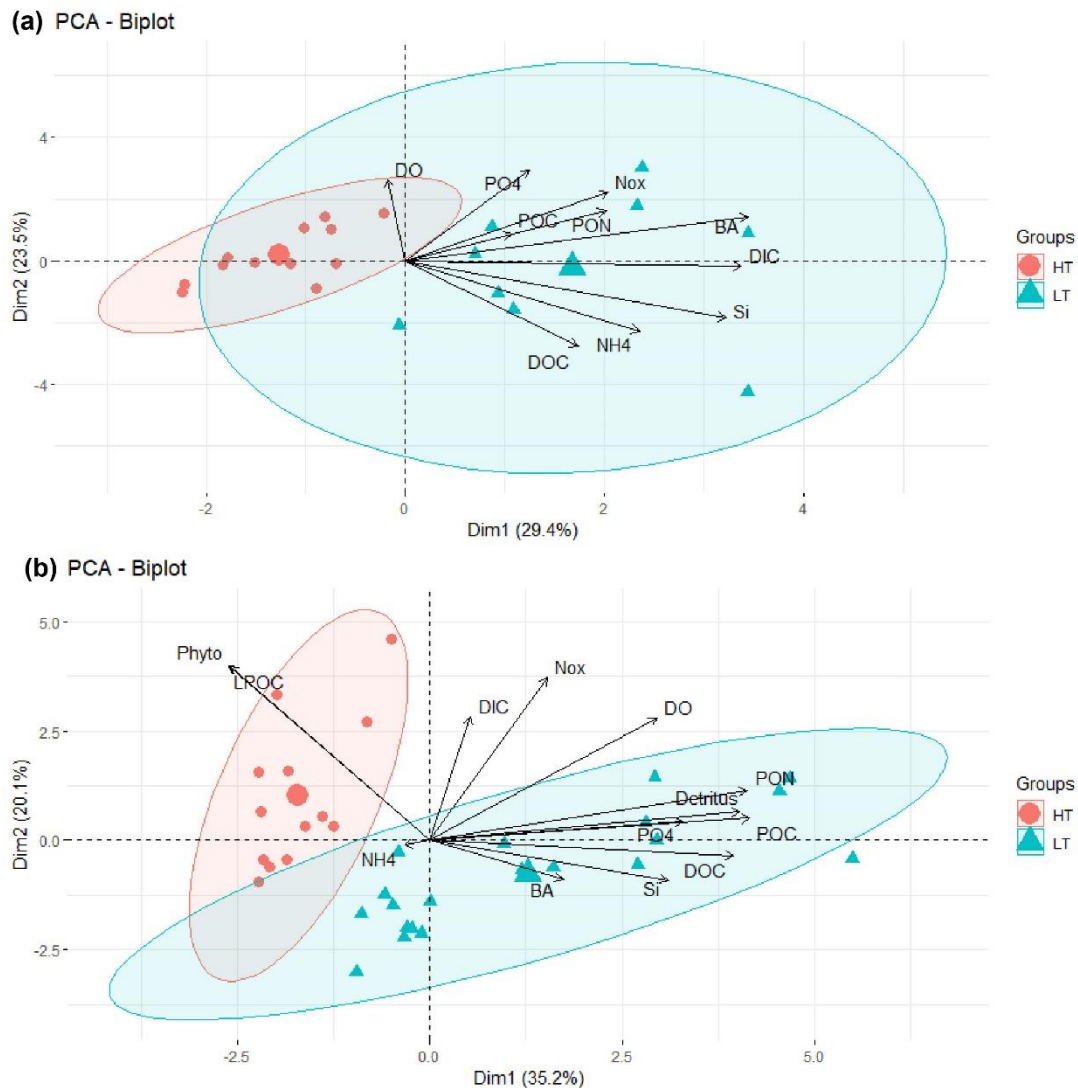 (a) PCA - Biplot
Dim2 (23.5%)
4
0
-4
DO
PO4
Nox
POC
PON
BA
DIC
Si
NH4
DOC
-2
0
2
4
Dim1 (29.4%)
Groups
HT
LT
(b) PCA - Biplot
Dim2 (20.1%)
5.0
2.5
0.0
-2.5
Phyto
LPOC
Nox
DIC
DO
PON
Detritus
PO4
POC
NH4
DOC
BA
Si
-2.5
0.0
2.5
5.0
Dim1 (35.2%)
Groups
HT
LT